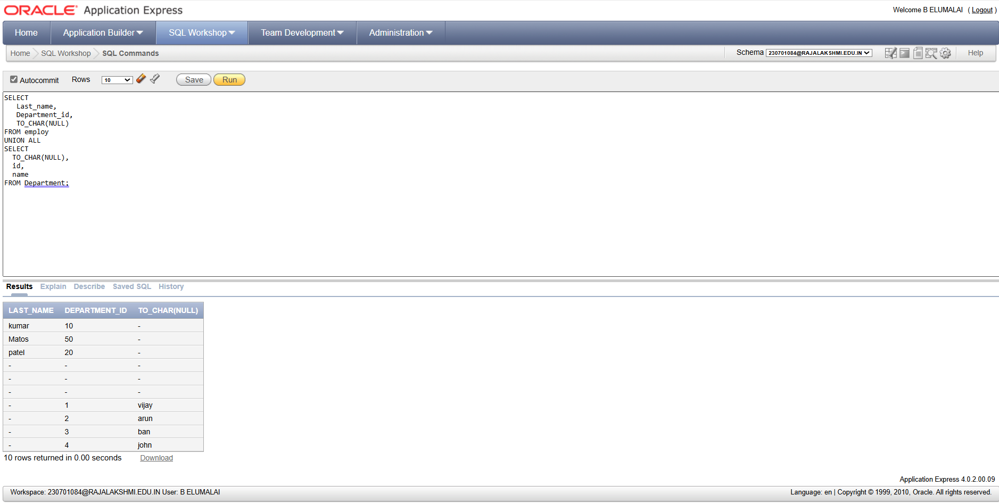 ORACLE Application Express
Welcome B ELUMALAI ( Logout )
Home Application Builder SQL Workshop Team Development Administration
Home SQL Workshop SQL Commands Schema 230701084@RAJALAKSHMI.EDU.IN Help
Autocommit Rows 10 Save Run
SELECT
Last_name,
Department_id,
TO_CHAR(NULL)
FROM employ
UNION ALL
SELECT
TO_CHAR(NULL),
id,
name
FROM Department;
Results Explain Describe Saved SQL History
LAST_NAME DEPARTMENT_ID TO_CHAR(NULL)
kumar 10 -
Matos 50 -
patel 20 -
- - -
- - -
- - -
- 1 vijay
- 2 arun
- 3 ban
- 4 john
10 rows returned in 0.00 seconds Download
Application Express 4.0.2.00.09
Workspace: 230701084@RAJALAKSHMI.EDU.IN User: B ELUMALAI
Language: en | Copyright © 1999, 2010, Oracle. All rights reserved.